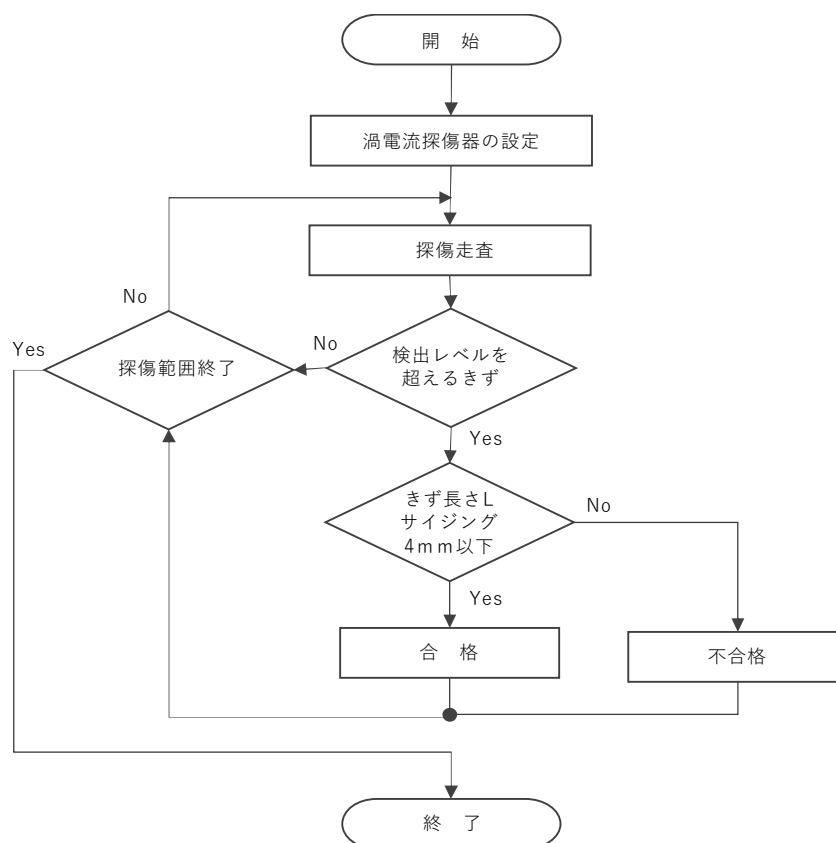 開　始
渦電流探傷器の設定
探傷走査
No
Yes
探傷範囲終了
No
検出レベルを
超えるきず
Yes
きず長さL
サイジング
4mm以下
No
Yes
合　格
不合格
終　了